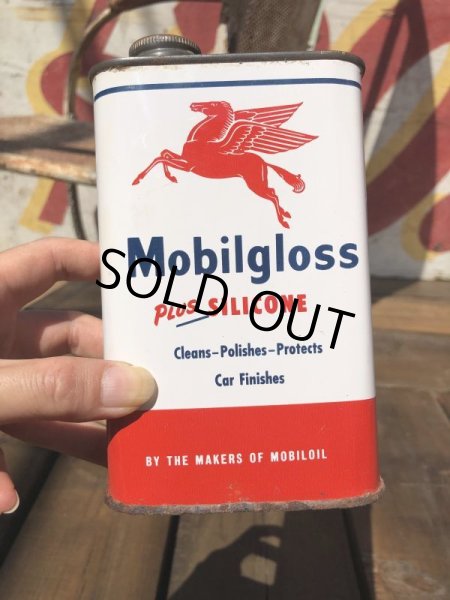 Mobilgloss
SOLD OUT
PLUS SILICONE
Cleans-Polishes-Protects
Car Finishes
BY THE MAKERS OF MOBILOIL